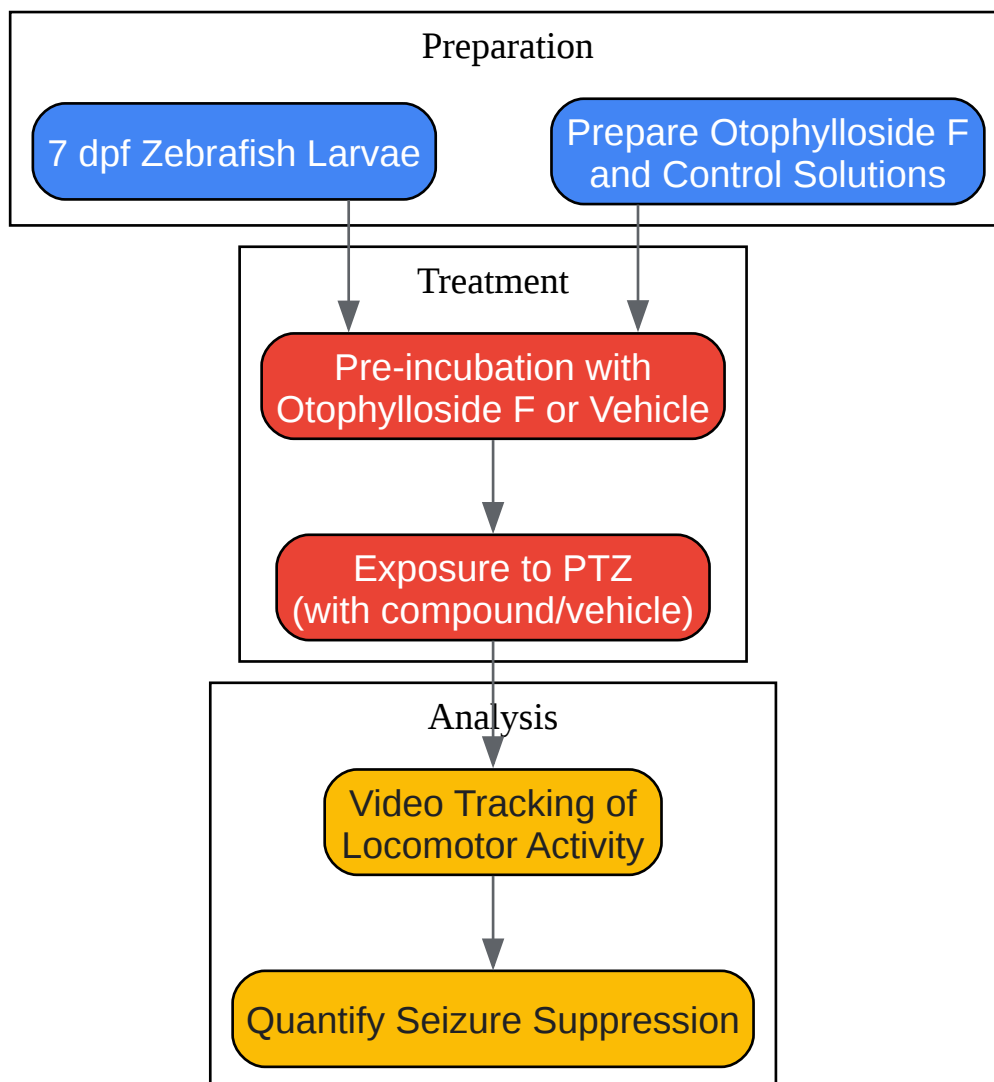 Preparation
7 dpf Zebrafish Larvae
Prepare Otophylloside F
and Control Solutions
Treatment
Pre-incubation with
Otophylloside F or Vehicle
Exposure to PTZ
(with compound/vehicle)
Analysis
Video Tracking of
Locomotor Activity
Quantify Seizure Suppression